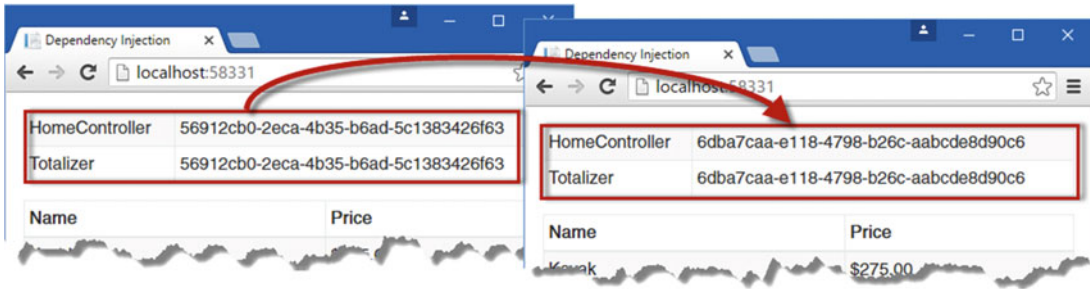 Dependency Injection
localhost:58331
HomeController 56912cb0-2eca-4b35-b6ad-5c1383426f63
Totalizer 56912cb0-2eca-4b35-b6ad-5c1383426f63
Name Price
Dependency Injection
localhost:58331
HomeController 6dba7caa-e118-4798-b26c-aabcde8d90c6
Totalizer 6dba7caa-e118-4798-b26c-aabcde8d90c6
Name Price
Kayak $275.00